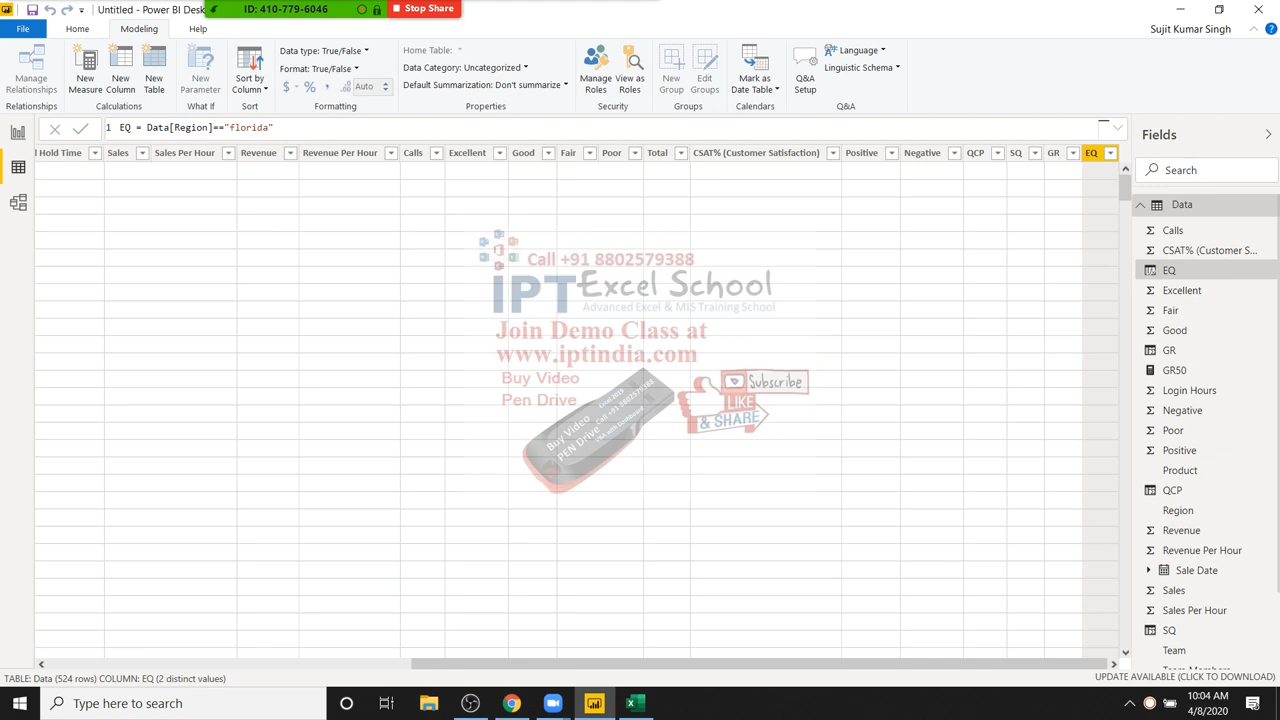 Untitled - Power BI Desk
ID: 410-779-6046
Stop Share
File
Home
Modeling
Help
Sujit Kumar Singh
Manage Relationships
New Measure
New Column
New Table
New Parameter
Sort by Column
Data type: True/False
Format: True/False
$ % , Auto
Home Table:
Data Category: Uncategorized
Default Summarization: Don't summarize
Manage Roles
View as Roles
New Group
Edit Groups
Mark as Date Table
Q&A Setup
Language
Linguistic Schema
Relationships
Calculations
What If
Sort
Formatting
Properties
Security
Groups
Calendars
Q&A
1 EQ = Data[Region]=="florida"
l Hold Time Sales Sales Per Hour Revenue Revenue Per Hour Calls Excellent Good Fair Poor Total CSAT% (Customer Satisfaction) Positive Negative QCP SQ GR EQ
Call +91 8802579388
IPT Excel School
Advanced Excel & MIS Training School
Join Demo Class at
www.iptindia.com
Buy Video
Pen Drive
Buy Video
PEN Drive
Call +91 8802579388
Subscribe
LIKE
& SHARE
Fields
Search
Data
Calls
CSAT% (Customer S...
EQ
Excellent
Fair
Good
GR
GR50
Login Hours
Negative
Poor
Positive
Product
QCP
Region
Revenue
Revenue Per Hour
Sale Date
Sales
Sales Per Hour
SQ
Team
Team Members
TABLE: Data (524 rows) COLUMN: EQ (2 distinct values)
UPDATE AVAILABLE (CLICK TO DOWNLOAD)
Type here to search
10:04 AM
4/8/2020